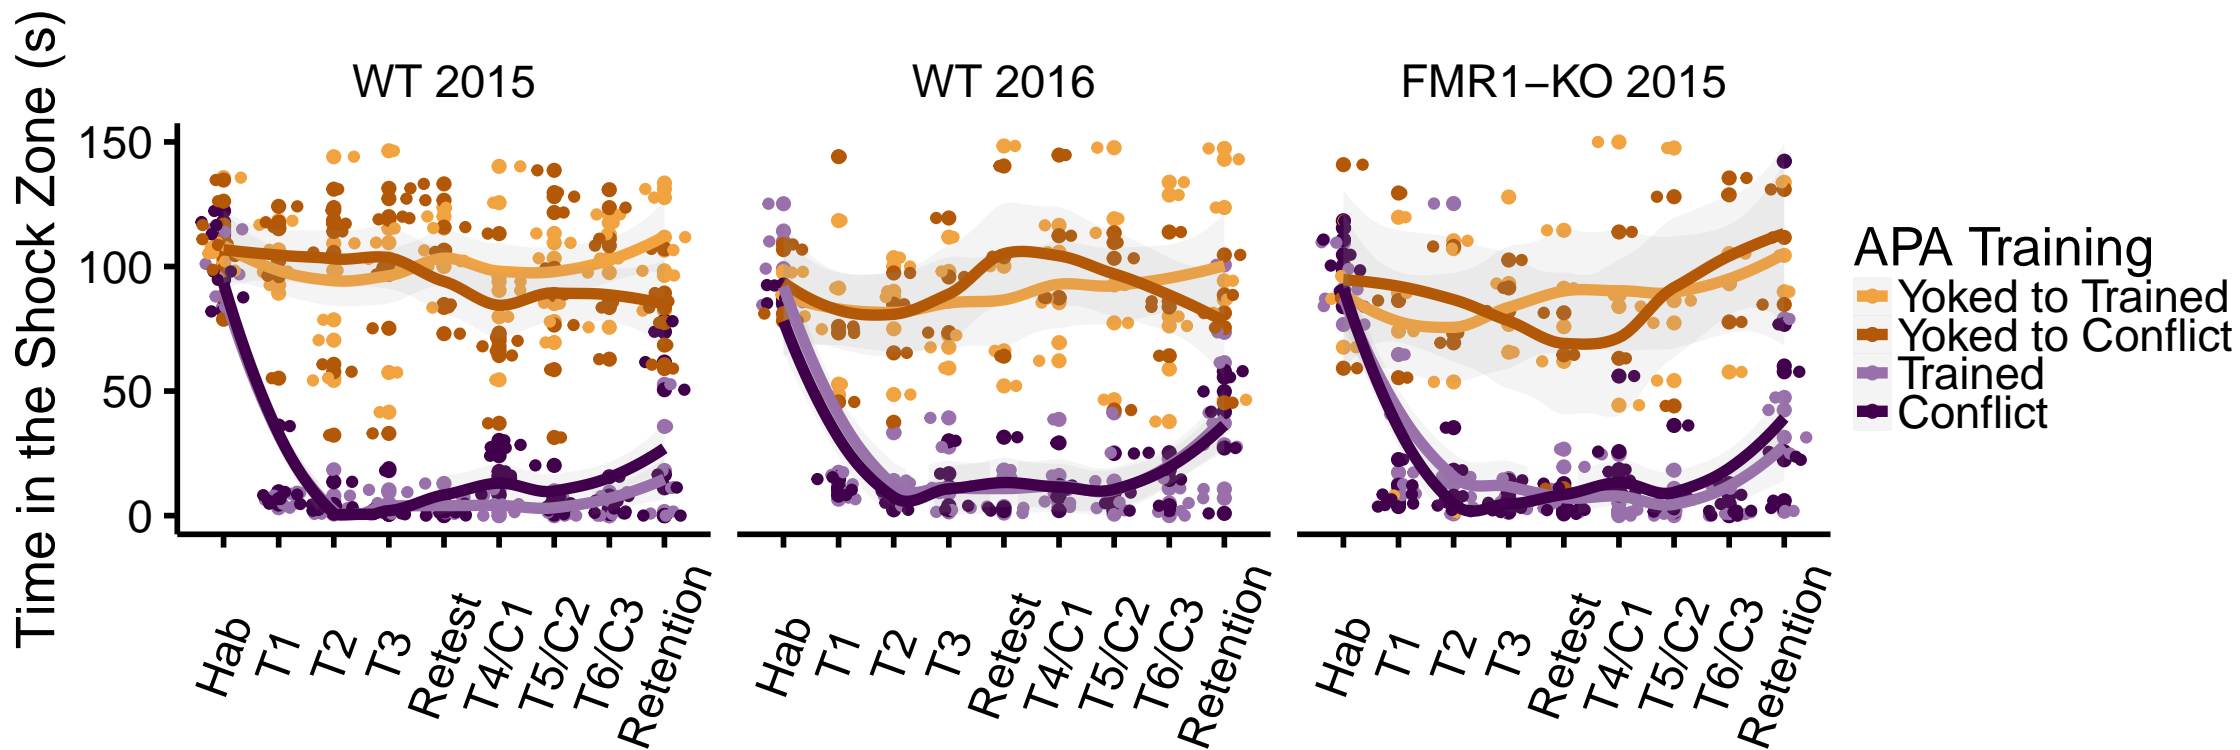 Time in the Shock Zone (s)
WT 2015
WT 2016
FMR1−KO 2015
150
100
50
0
Hab
T1
T2
T3
Retest
T4/C1
T5/C2
T6/C3
Retention
Hab
T1
T2
T3
Retest
T4/C1
T5/C2
T6/C3
Retention
Hab
T1
T2
T3
Retest
T4/C1
T5/C2
T6/C3
Retention
APA Training
Yoked to Trained
Yoked to Conflict
Trained
Conflict